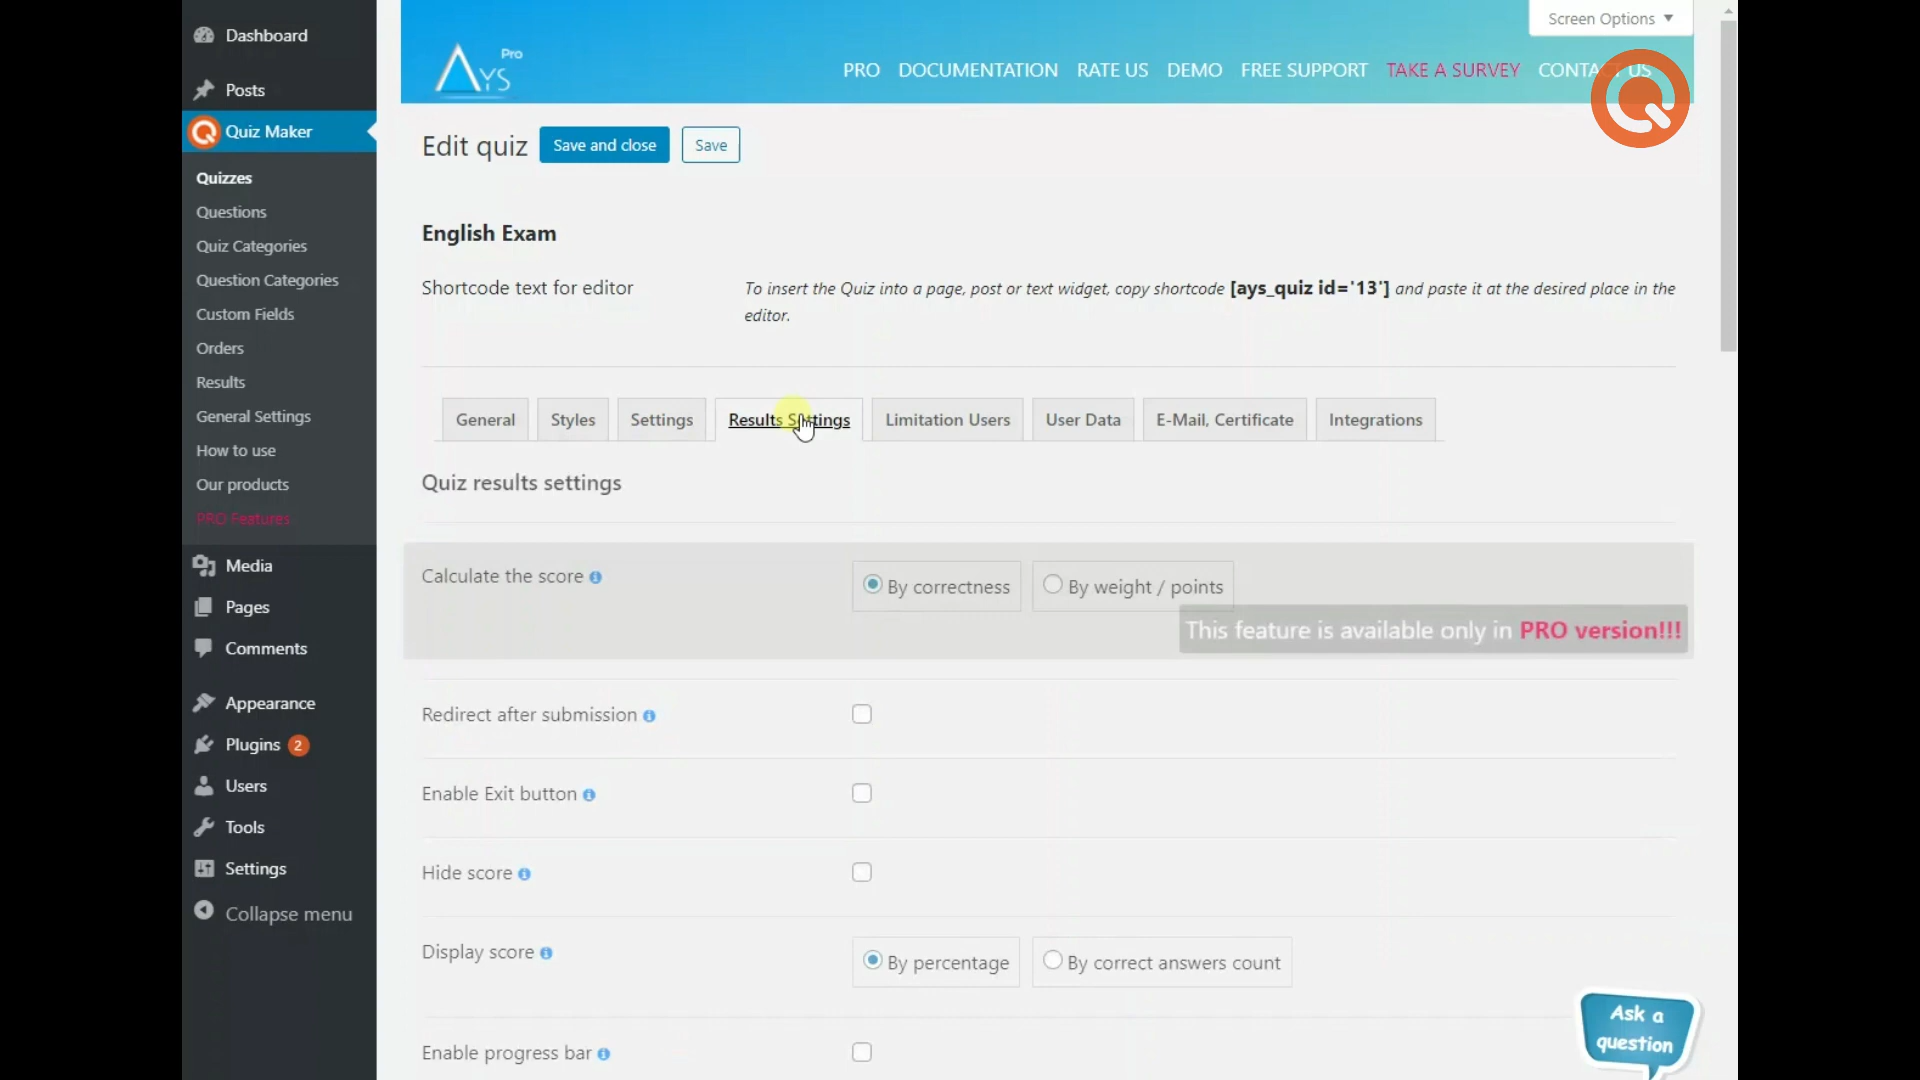 Screen Options
Dashboard
Posts
Quiz Maker
Quizzes
Questions
Quiz Categories
Question Categories
Custom Fields
Orders
Results
General Settings
How to use
Our products
PRO Features
Media
Pages
Comments
Appearance
Plugins 2
Users
Tools
Settings
Collapse menu
AYS Pro
PRO DOCUMENTATION RATE US DEMO FREE SUPPORT TAKE A SURVEY CONTACT US
Edit quiz Save and close Save
English Exam
Shortcode text for editor
To insert the Quiz into a page, post or text widget, copy shortcode [ays_quiz id='13'] and paste it at the desired place in the
editor.
General Styles Settings Results Settings Limitation Users User Data E-Mail, Certificate Integrations
Quiz results settings
Calculate the score By correctness By weight / points
This feature is available only in PRO version!!!
Redirect after submission
Enable Exit button
Hide score
Display score By percentage By correct answers count
Enable progress bar
Ask a
question